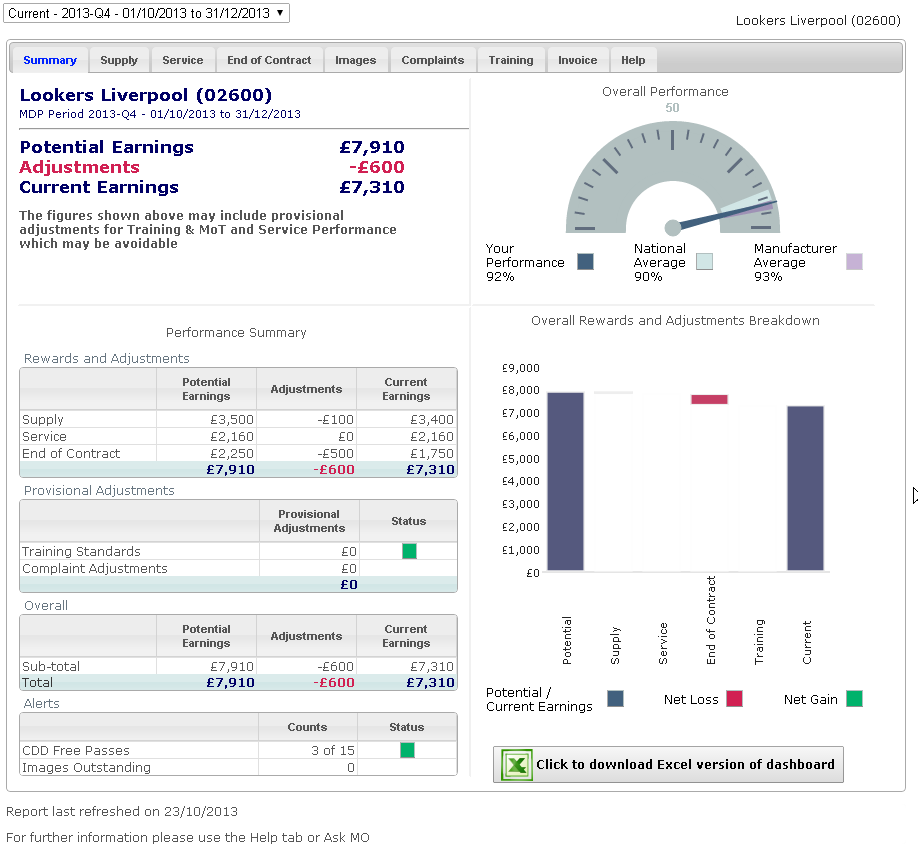 Current - 2013-Q4 - 01/10/2013 to 31/12/2013
Lookers Liverpool (02600)
Summary Supply Service End of Contract Images Complaints Training Invoice Help
Lookers Liverpool (02600)
MDP Period 2013-Q4 - 01/10/2013 to 31/12/2013
Potential Earnings £7,910
Adjustments -£600
Current Earnings £7,310
The figures shown above may include provisional
adjustments for Training & MoT and Service Performance
which may be avoidable
Overall Performance
50
Your
Performance
92%
National
Average
90%
Manufacturer
Average
93%
Performance Summary
Rewards and Adjustments
Potential
Earnings
Adjustments
Current
Earnings
Supply £3,500 -£100 £3,400
Service £2,160 £0 £2,160
End of Contract £2,250 -£500 £1,750
£7,910 -£600 £7,310
Provisional Adjustments
Provisional
Adjustments
Status
Training Standards £0
Complaint Adjustments £0
£0
Overall
Potential
Earnings
Adjustments
Current
Earnings
Sub-total £7,910 -£600 £7,310
Total £7,910 -£600 £7,310
Alerts
Counts Status
CDD Free Passes 3 of 15
Images Outstanding 0
Overall Rewards and Adjustments Breakdown
£9,000
£8,000
£7,000
£6,000
£5,000
£4,000
£3,000
£2,000
£1,000
£0
Potential
Supply
Service
End of Contract
Training
Current
Potential /
Current Earnings
Net Loss
Net Gain
Click to download Excel version of dashboard
Report last refreshed on 23/10/2013
For further information please use the Help tab or Ask MO